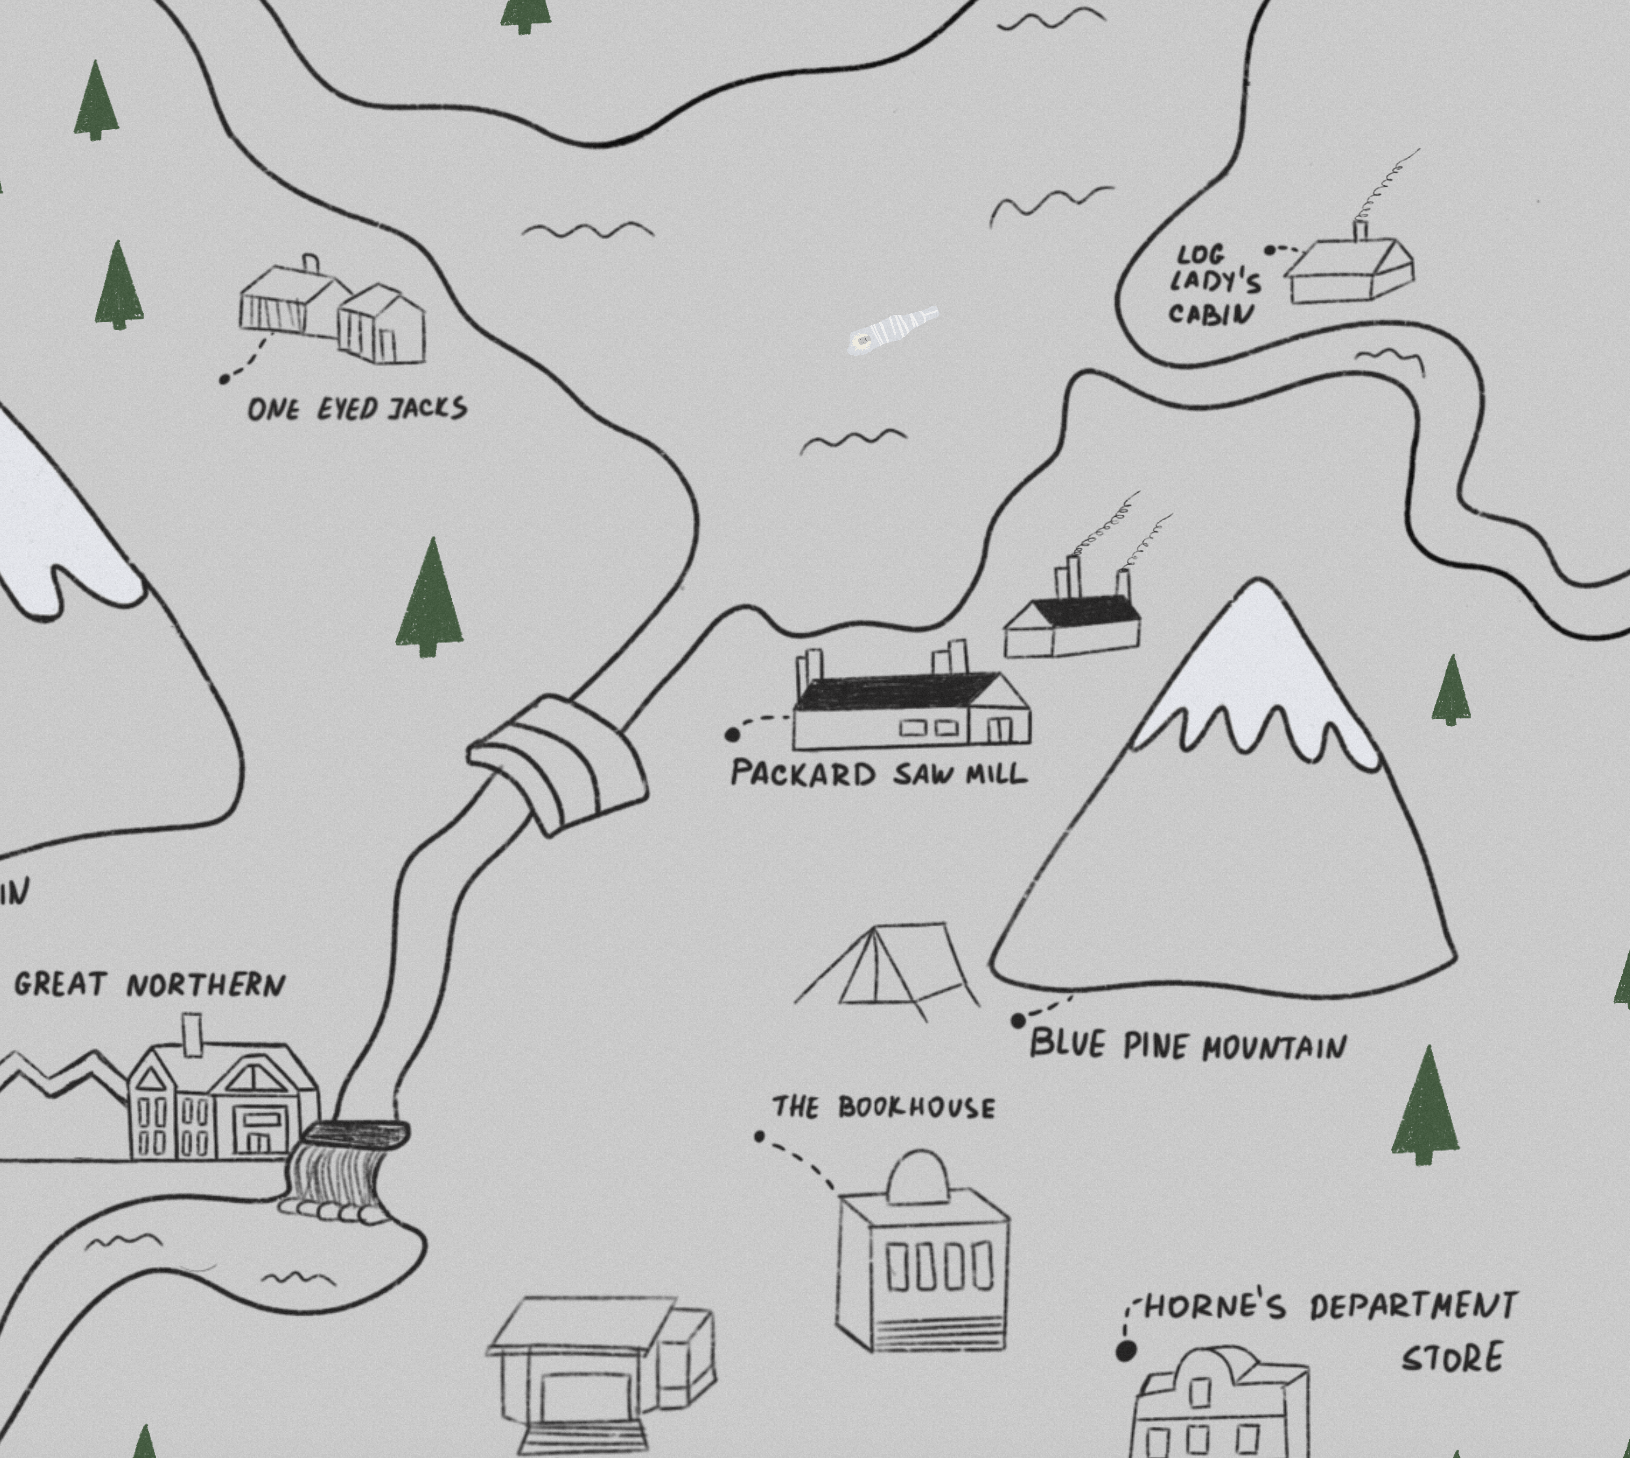 LOG
LADY'S
CABIN
ONE EYED JACKS
PACKARD SAW MILL
IN
GREAT NORTHERN
BLUE PINE MOUNTAIN
THE BOOKHOUSE
HORNE'S DEPARTMENT
STORE